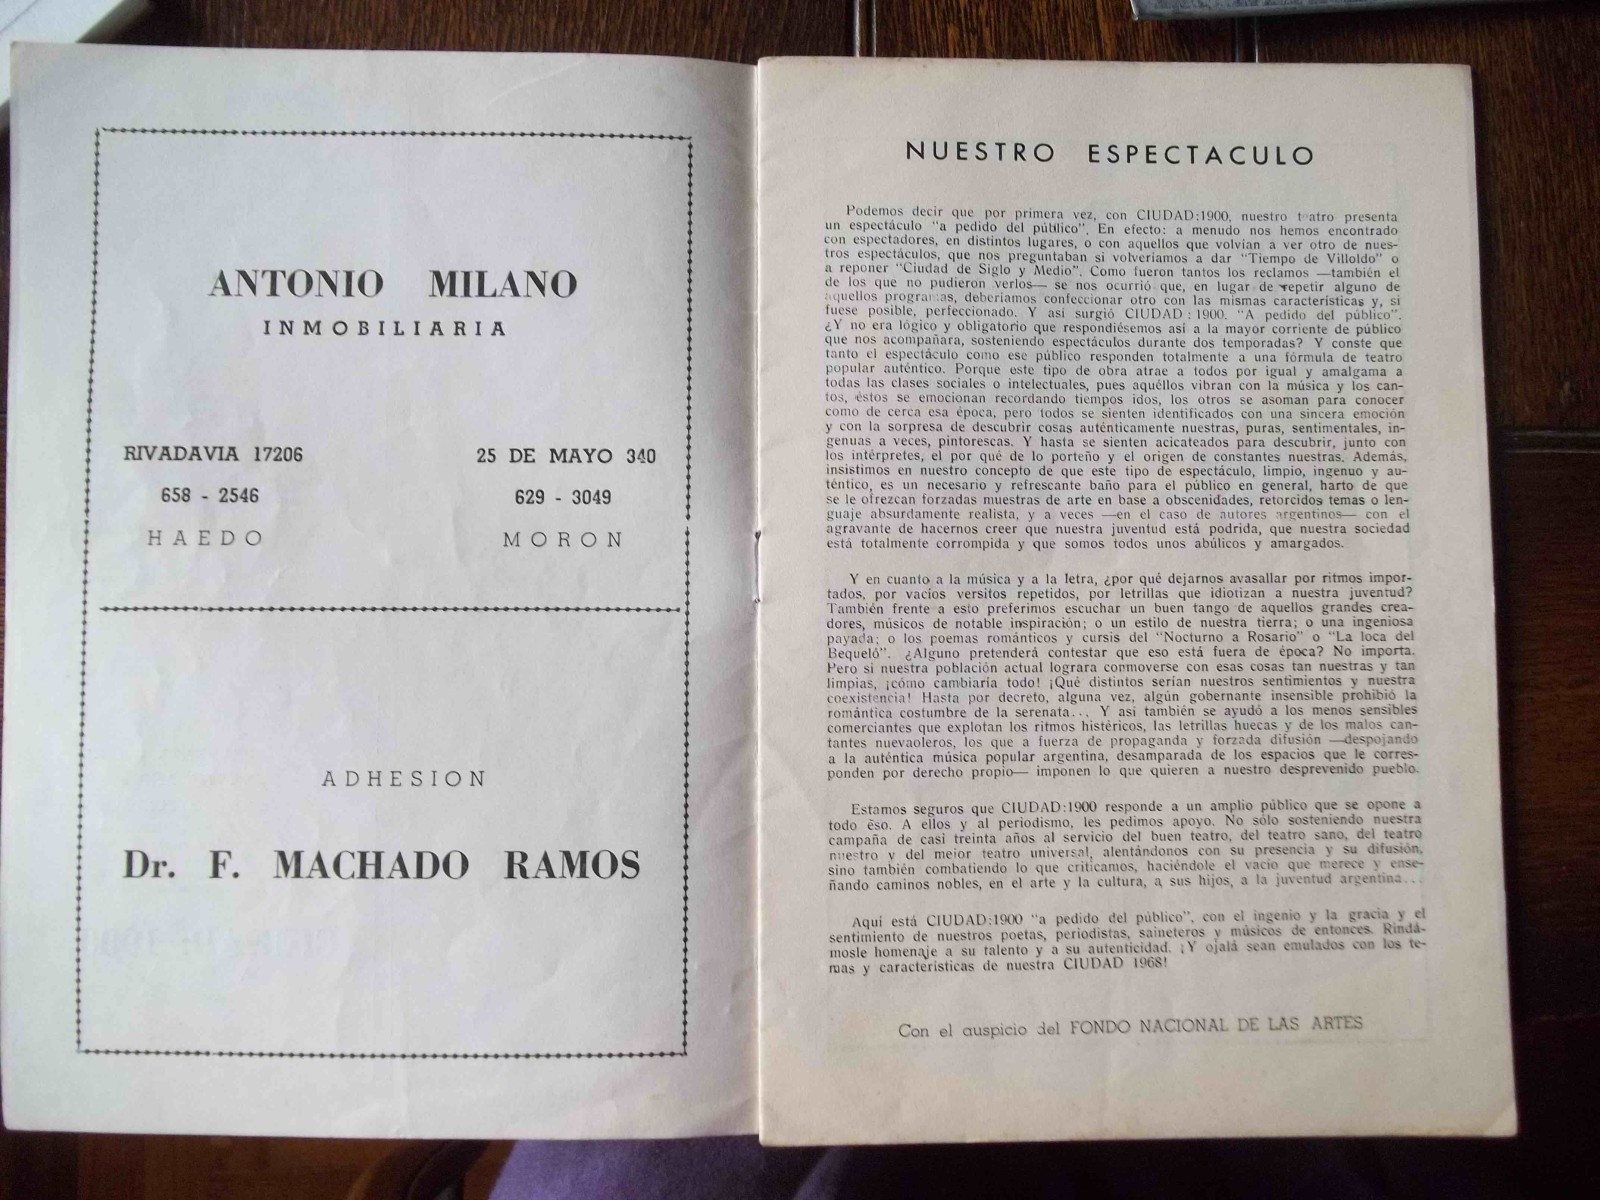 ANTONIO MILANO
INMOBILIARIA
RIVADAVIA 17206
658 - 2546
HAEDO
25 DE MAYO 340
629 - 3049
MORON
ADHESION
Dr. F. MACHADO RAMOS
NUESTRO ESPECTACULO
Podemos decir que por primera vez, con CIUDAD:1900, nuestro teatro presenta
un espectáculo "a pedido del público". En efecto: a menudo nos hemos encontrado
con espectadores, en distintos lugares, o con aquellos que volvían a ver otro de nues-
tros espectáculos, que nos preguntaban si volveríamos a dar "Tiempo de Villoldo" o
a reponer "Ciudad de Siglo y Medio". Como fueron tantos los reclamos —también el
de los que no pudieron verlos— se nos ocurrió que, en lugar de repetir alguno de
aquellos programas, deberíamos confeccionar otro con las mismas características y, si
fuese posible, perfeccionado. Y así surgió CIUDAD : 1900. "A pedido del público".
¿Y no era lógico y obligatorio que respondiésemos así a la mayor corriente de público
que nos acompañara, sosteniendo espectáculos durante dos temporadas? Y conste que
tanto el espectáculo como ese público responden totalmente a una fórmula de teatro
popular auténtico. Porque este tipo de obra atrae a todos por igual y amalgama a
todas las clases sociales o intelectuales, pues aquéllos vibran con la música y los can-
tos, éstos se emocionan recordando tiempos idos, los otros se asoman para conocer
como de cerca esa época, pero todos se sienten identificados con una sincera emoción
y con la sorpresa de descubrir cosas auténticamente nuestras, puras, sentimentales, in-
genuas a veces, pintorescas. Y hasta se sienten acicateados para descubrir, junto con
los intérpretes, el por qué de lo porteño y el origen de constantes nuestras. Además,
insistimos en nuestro concepto de que este tipo de espectáculo, limpio, ingenuo y au-
téntico, es un necesario y refrescante baño para el público en general, harto de que
se le ofrezcan forzadas muestras de arte en base a obscenidades, retorcidos temas o len-
guaje absurdamente realista, y a veces —en el caso de autores argentinos— con el
agravante de hacernos creer que nuestra juventud está podrida, que nuestra sociedad
está totalmente corrompida y que somos todos unos abúlicos y amargados.
Y en cuanto a la música y a la letra, ¿por qué dejarnos avasallar por ritmos impor-
tados, por vacíos versitos repetidos, por letrillas que idiotizan a nuestra juventud?
También frente a esto preferimos escuchar un buen tango de aquellos grandes crea-
dores, músicos de notable inspiración; o un estilo de nuestra tierra; o una ingeniosa
payada; o los poemas románticos y cursis del "Nocturno a Rosario" o "La loca del
Bequeló". ¿Alguno pretenderá contestar que eso está fuera de época? No importa.
Pero si nuestra población actual lograra conmoverse con esas cosas tan nuestras y tan
limpias, ¡cómo cambiaría todo! ¡Qué distintos serían nuestros sentimientos y nuestra
coexistencia! Hasta por decreto, alguna vez, algún gobernante insensible prohibió la
romántica costumbre de la serenata... Y así también se ayudó a los menos sensibles
comerciantes que explotan los ritmos histéricos, las letrillas huecas y de los malos can-
tantes nuevaoleros, los que a fuerza de propaganda y forzada difusión —despojando
a la auténtica música popular argentina, desamparada de los espacios que le corres-
ponden por derecho propio— imponen lo que quieren a nuestro desprevenido pueblo.
Estamos seguros que CIUDAD:1900 responde a un amplio público que se opone a
todo eso. A ellos y al periodismo, les pedimos apoyo. No sólo sosteniendo nuestra
campaña de casi treinta años al servicio del buen teatro, del teatro sano, del teatro
nuestro y del mejor teatro universal, alentándonos con su presencia y su difusión,
sino también combatiendo lo que criticamos, haciéndole el vacío que merece y ense-
ñando caminos nobles, en el arte y la cultura, a sus hijos, a la juventud argentina...
Aquí está CIUDAD:1900 "a pedido del público", con el ingenio y la gracia y el
sentimiento de nuestros poetas, periodistas, saineteros y músicos de entonces. Rindá-
mosle homenaje a su talento y a su autenticidad. ¡Y ojalá sean emulados con los te-
mas y características de nuestra CIUDAD 1968!
Con el auspicio del FONDO NACIONAL DE LAS ARTES